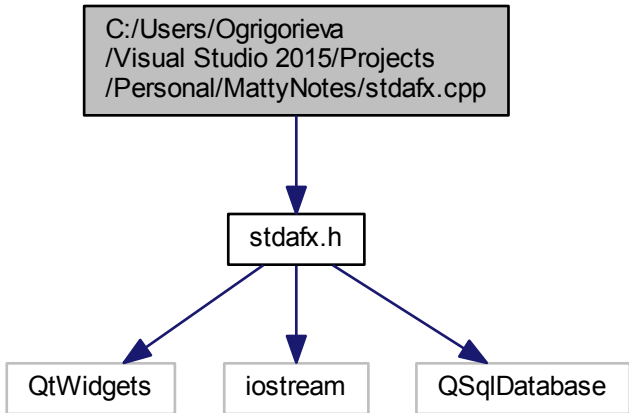 C:/Users/Ogrigorieva
/Visual Studio 2015/Projects
/Personal/MattyNotes/stdafx.cpp
stdafx.h
QtWidgets
iostream
QSqlDatabase